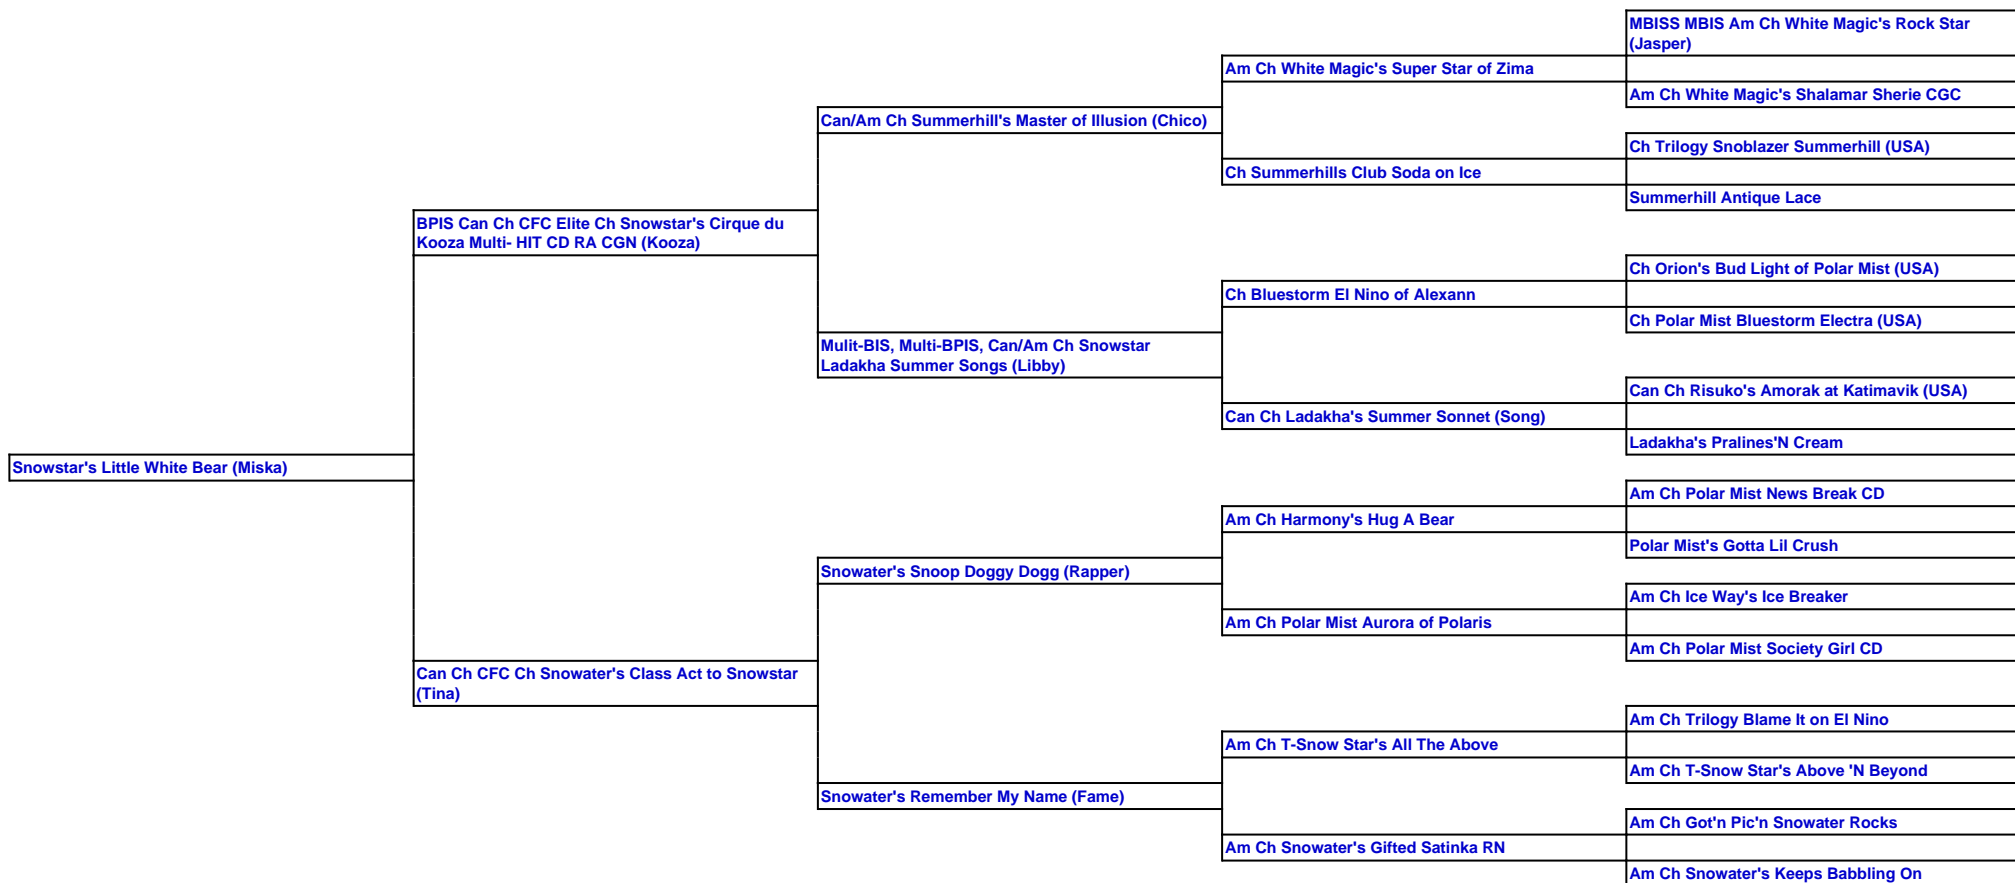 MBISS MBIS Am Ch White Magic's Rock Star
(Jasper)
Am Ch White Magic's Super Star of Zima
Am Ch White Magic's Shalamar Sherie CGC
Can/Am Ch Summerhill's Master of Illusion (Chico)
Ch Trilogy Snoblazer Summerhill (USA)
Ch Summerhills Club Soda on Ice
Summerhill Antique Lace
BPIS Can Ch CFC Elite Ch Snowstar's Cirque du
Kooza Multi- HIT CD RA CGN (Kooza)
Ch Orion's Bud Light of Polar Mist (USA)
Ch Bluestorm El Nino of Alexann
Ch Polar Mist Bluestorm Electra (USA)
Mulit-BIS, Multi-BPIS, Can/Am Ch Snowstar
Ladakha Summer Songs (Libby)
Can Ch Risuko's Amorak at Katimavik (USA)
Can Ch Ladakha's Summer Sonnet (Song)
Ladakha's Pralines'N Cream
Snowstar's Little White Bear (Miska)
Am Ch Polar Mist News Break CD
Am Ch Harmony's Hug A Bear
Polar Mist's Gotta Lil Crush
Snowater's Snoop Doggy Dogg (Rapper)
Am Ch Ice Way's Ice Breaker
Am Ch Polar Mist Aurora of Polaris
Am Ch Polar Mist Society Girl CD
Can Ch CFC Ch Snowater's Class Act to Snowstar
(Tina)
Am Ch Trilogy Blame It on El Nino
Am Ch T-Snow Star's All The Above
Am Ch T-Snow Star's Above 'N Beyond
Snowater's Remember My Name (Fame)
Am Ch Got'n Pic'n Snowater Rocks
Am Ch Snowater's Gifted Satinka RN
Am Ch Snowater's Keeps Babbling On